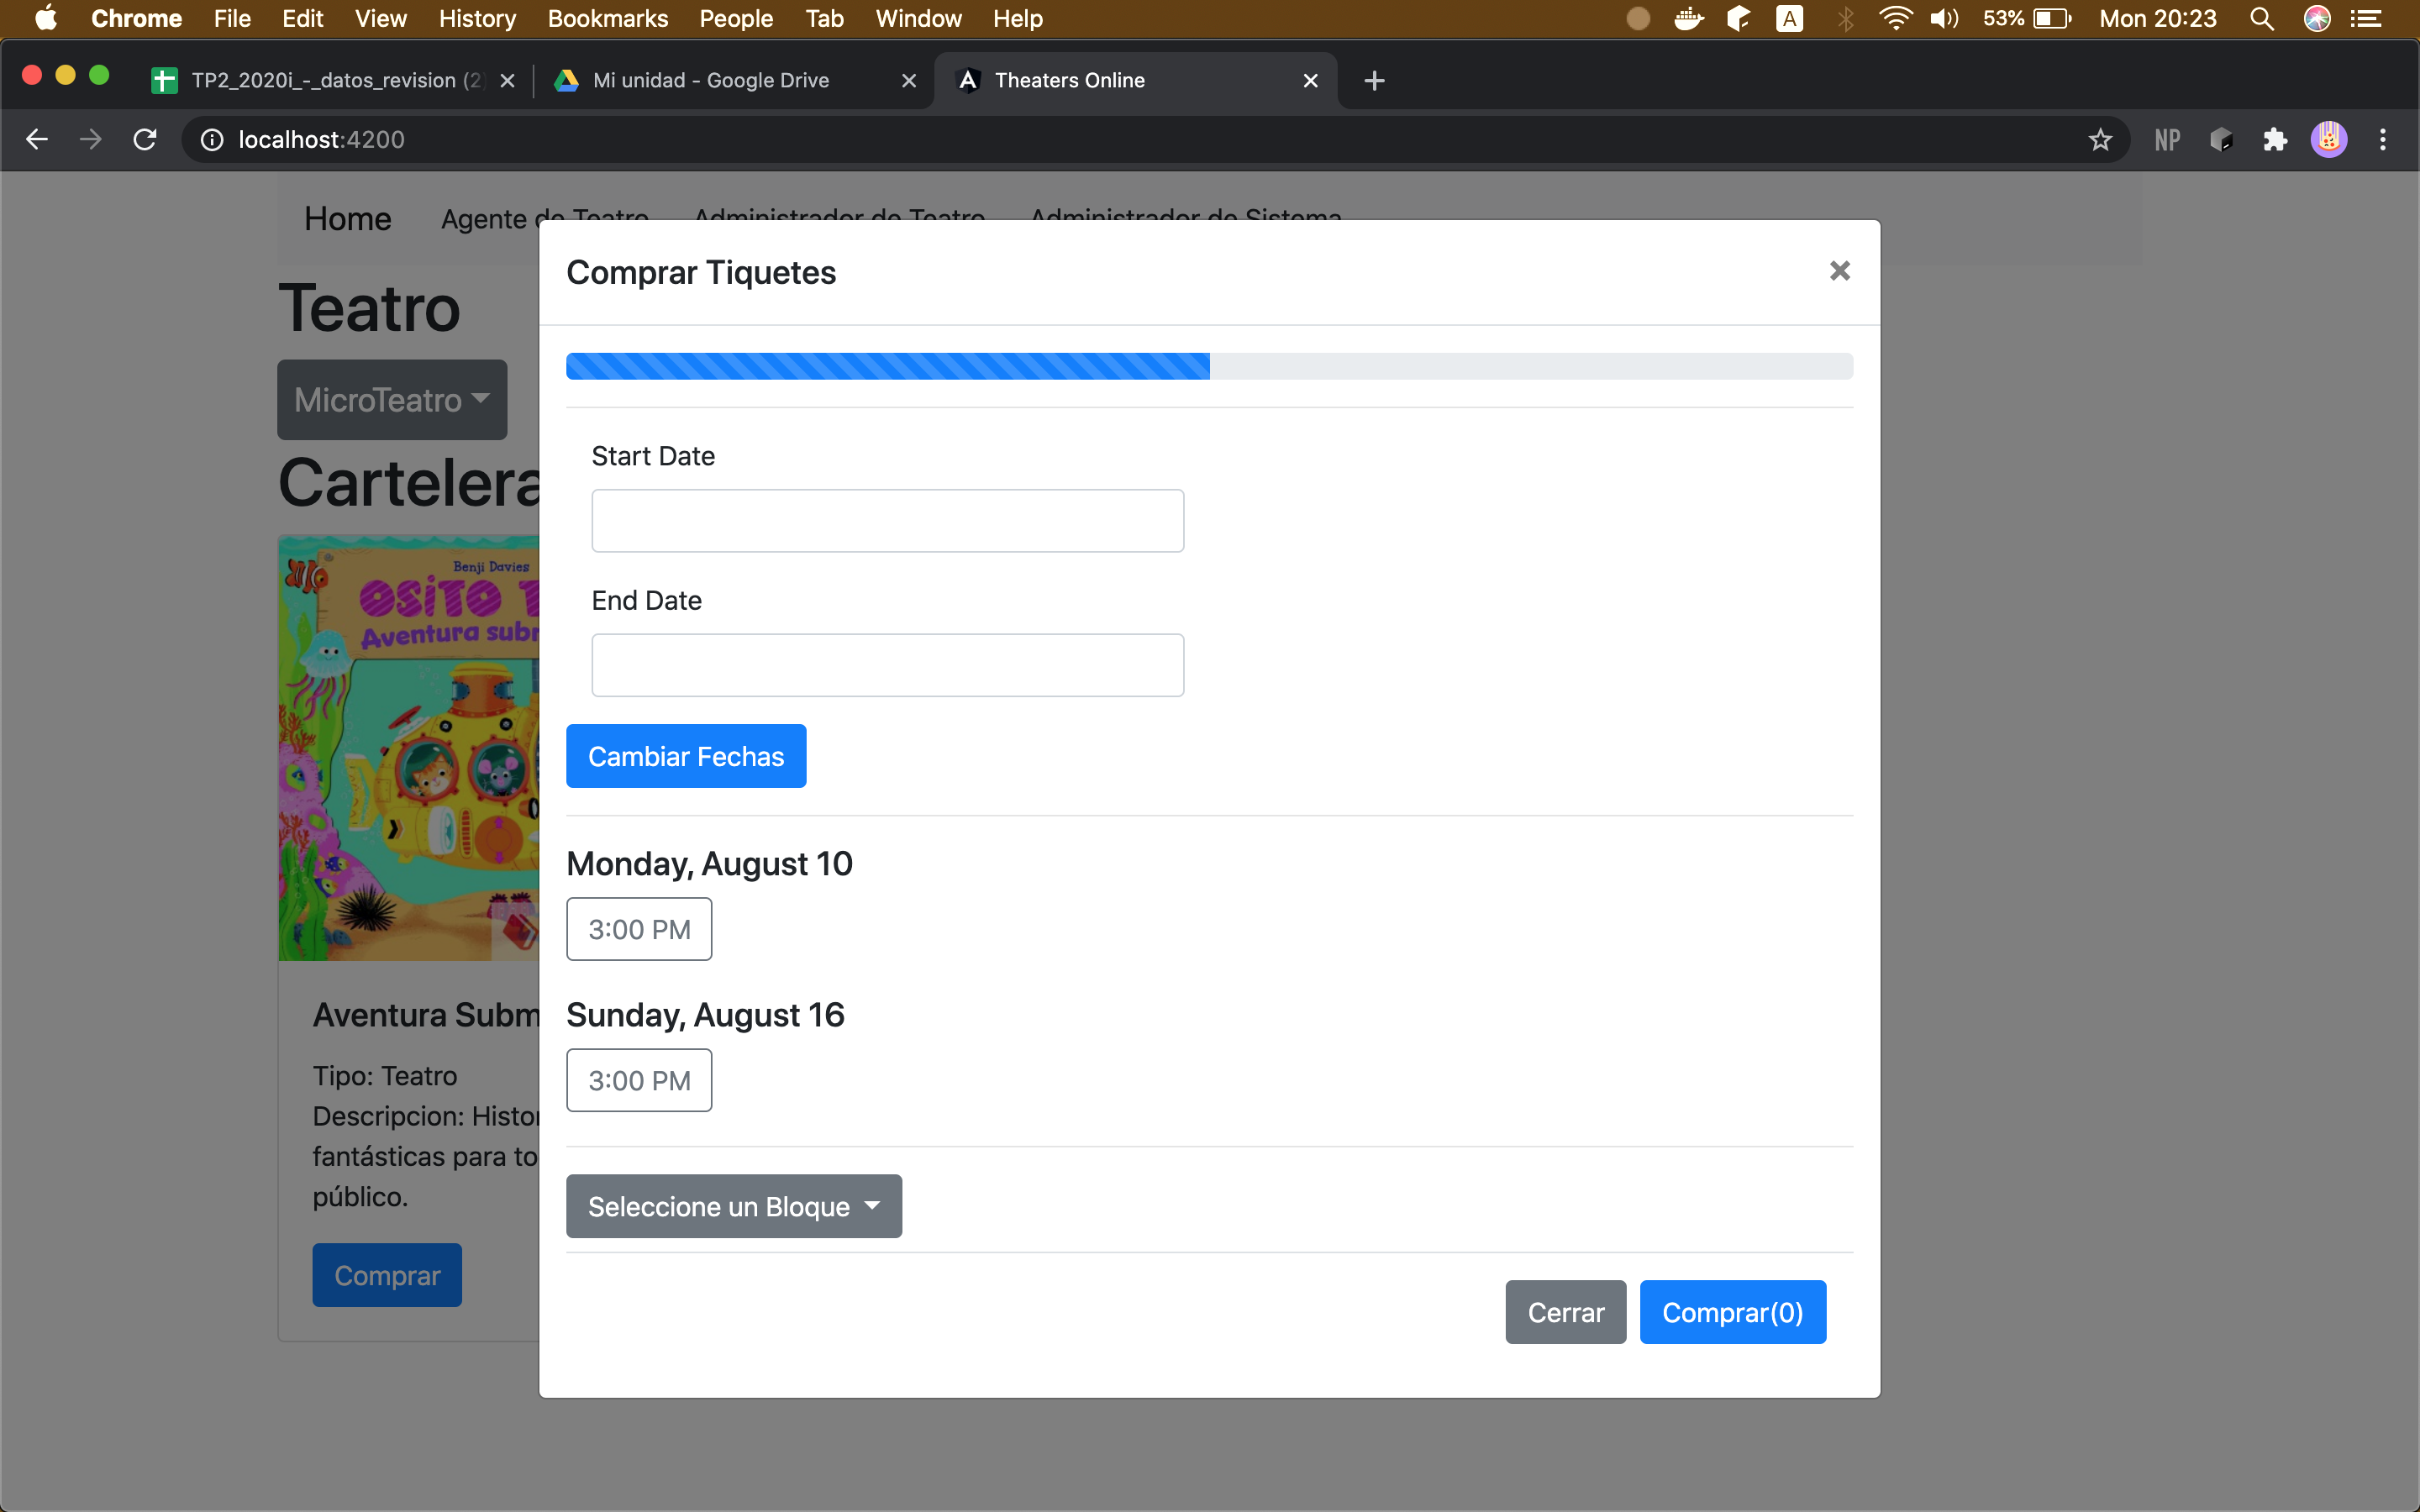 Chrome File Edit View History Bookmarks People Tab Window Help A 53% Mon 20:23
TP2_2020i_-_datos_revision (2) Mi unidad - Google Drive Theaters Online
localhost:4200 NP
Home Agente de Teatro Administrador de Teatro Administrador de Sistema
Comprar Tiquetes
Teatro
MicroTeatro
Start Date
Cartelera
Benji Davies
OSITO T
Aventura subm
End Date
Cambiar Fechas
Monday, August 10
3:00 PM
Aventura Subm
Sunday, August 16
Tipo: Teatro
3:00 PM
Descripcion: Histor
fantásticas para to
público.
Seleccione un Bloque
Comprar
Cerrar Comprar(0)